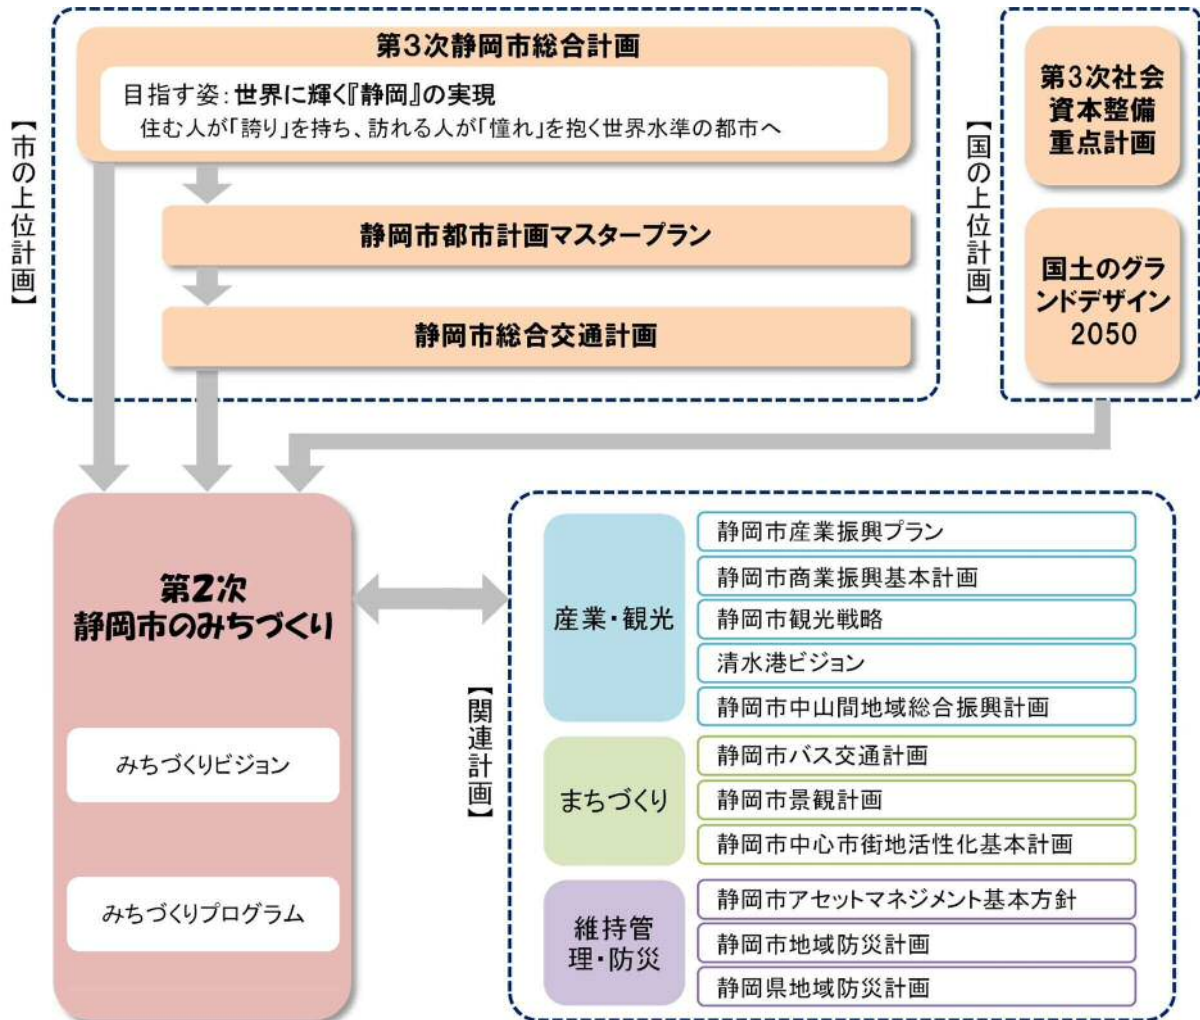 第3次静岡市総合計画
目指す姿：世界に輝く『静岡』の実現
住む人が「誇り」を持ち、訪れる人が「憧れ」を抱く世界水準の都市へ
【市の上位計画】
静岡市都市計画マスタープラン
静岡市総合交通計画
【国の上位計画】
第3次社会
資本整備
重点計画
国土のグラ
ンドデザイン
2050
第2次
静岡市のみちづくり
みちづくりビジョン
みちづくりプログラム
【関連計画】
産業・観光
静岡市産業振興プラン
静岡市商業振興基本計画
静岡市観光戦略
清水港ビジョン
静岡市中山間地域総合振興計画
まちづくり
静岡市バス交通計画
静岡市景観計画
静岡市中心市街地活性化基本計画
維持管
理・防災
静岡市アセットマネジメント基本方針
静岡市地域防災計画
静岡県地域防災計画